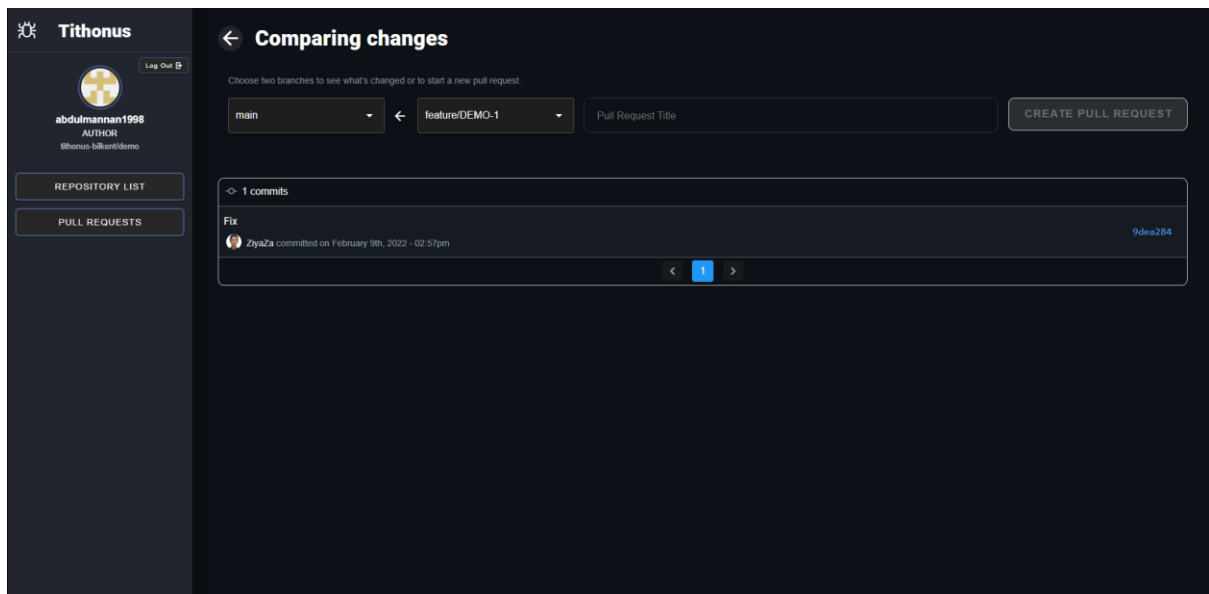 Tithonus
Log Out
abdulmannan1998
AUTHOR
tithonus-bilkent/demo
REPOSITORY LIST
PULL REQUESTS
Comparing changes
Choose two branches to see what's changed or to start a new pull request.
main
feature/DEMO-1
Pull Request Title
CREATE PULL REQUEST
1 commits
Fix
ZiyaZa committed on February 9th, 2022 - 02:57pm
9dea284
1